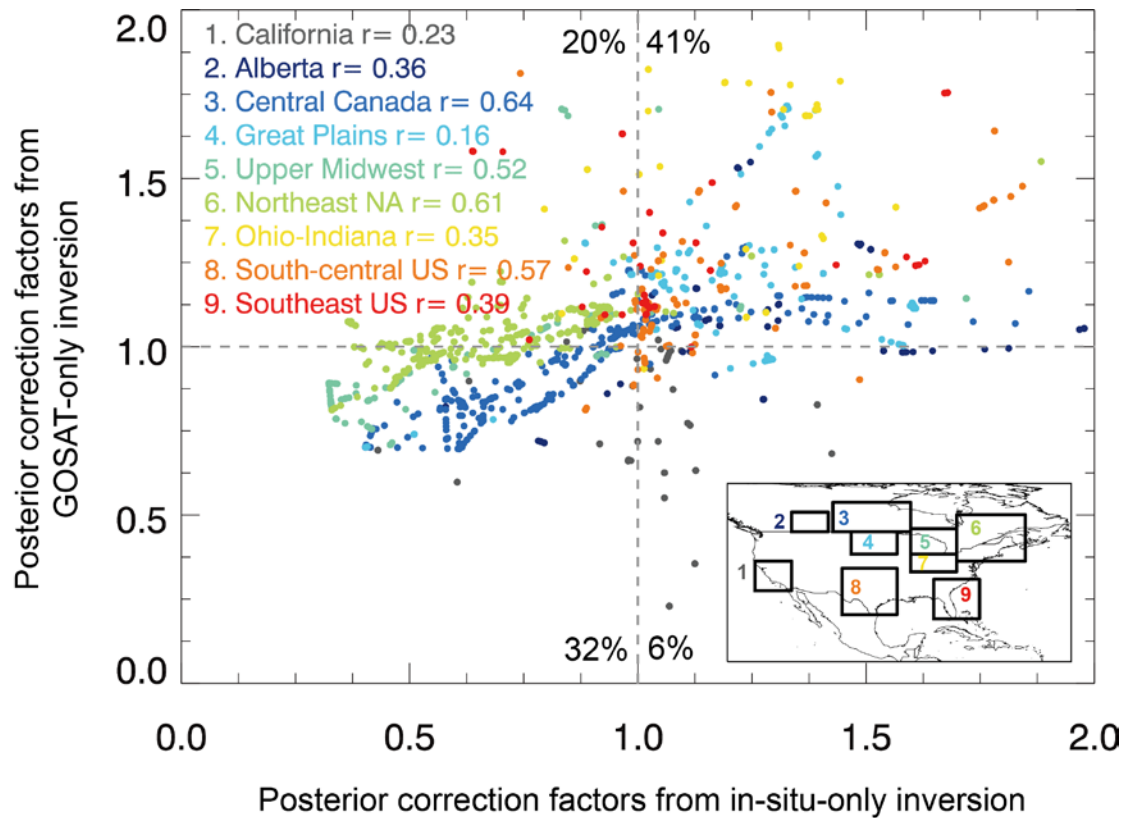 2.0
1.5
1.0
0.5
0.0
Posterior correction factors from
GOSAT-only inversion
1. California r= 0.23
2. Alberta r= 0.36
3. Central Canada r= 0.64
4. Great Plains r= 0.16
5. Upper Midwest r= 0.52
6. Northeast NA r= 0.61
7. Ohio-Indiana r= 0.35
8. South-central US r= 0.57
9. Southeast US r= 0.39
20% 41%
32% 6%
1
2
3
4
5
6
7
8
9
0.0 0.5 1.0 1.5 2.0
Posterior correction factors from in-situ-only inversion